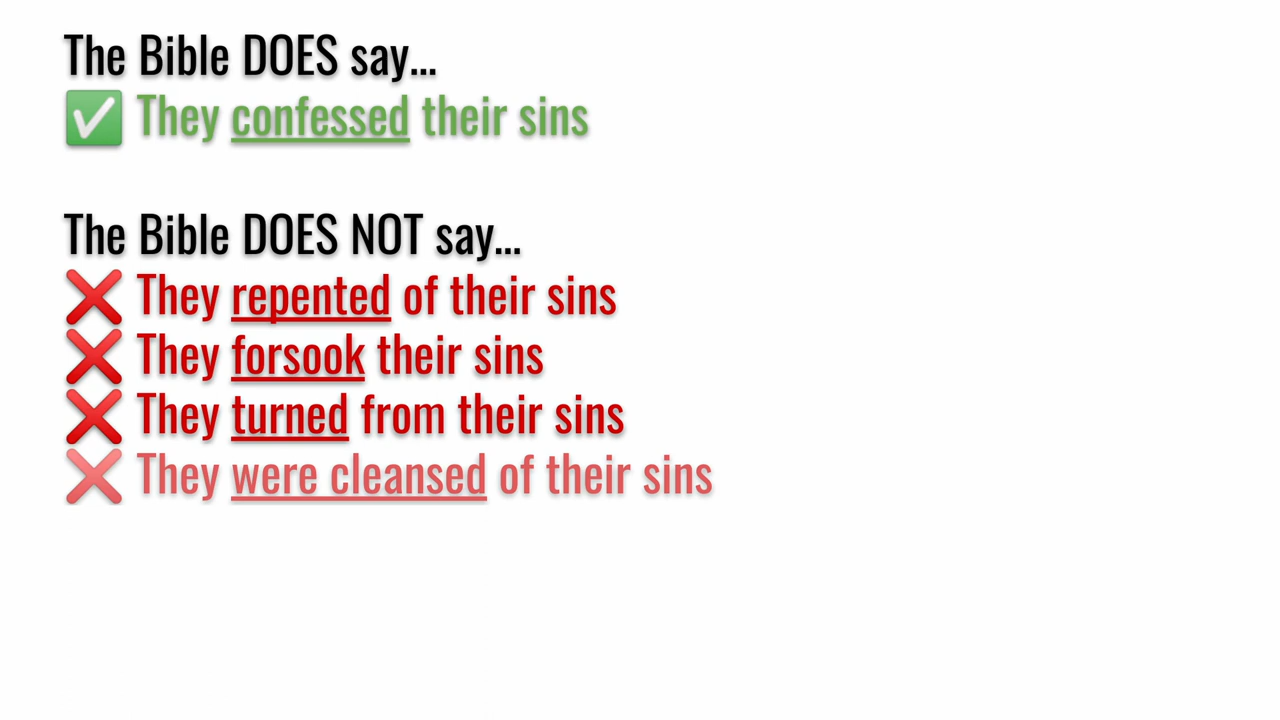 The Bible DOES say...
✅ They confessed their sins
The Bible DOES NOT say...
❌ They repented of their sins
❌ They forsook their sins
❌ They turned from their sins
❌ They were cleansed of their sins